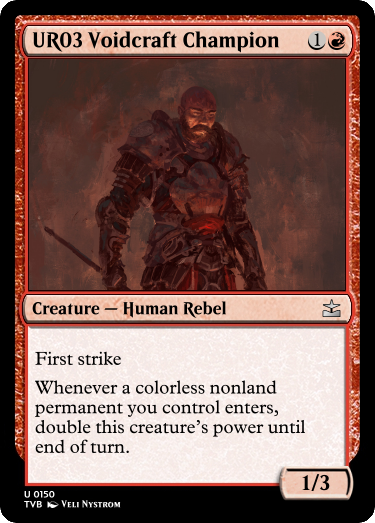 UR03 Voidcraft Champion 1
Creature — Human Rebel
First strike
Whenever a colorless nonland
permanent you control enters,
double this creature's power until
end of turn.
1/3
U 0150
TVB VELI NYSTROM